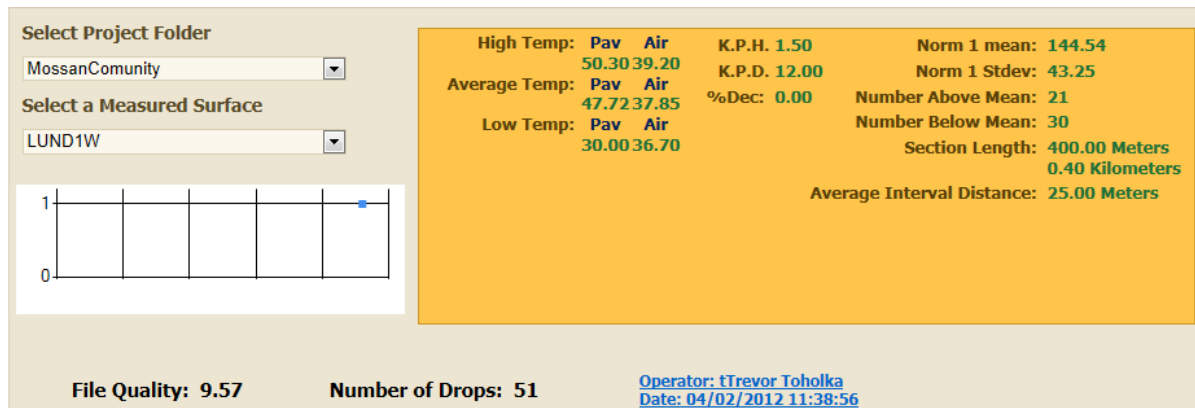 Select Project Folder
MossanComunity
Select a Measured Surface
LUND1W
1
0
High Temp: Pav Air
50.30 39.20
Average Temp: Pav Air
47.72 37.85
Low Temp: Pav Air
30.00 36.70
K.P.H. 1.50
K.P.D. 12.00
%Dec: 0.00
Norm 1 mean: 144.54
Norm 1 Stdev: 43.25
Number Above Mean: 21
Number Below Mean: 30
Section Length: 400.00 Meters
0.40 Kilometers
Average Interval Distance: 25.00 Meters
File Quality: 9.57
Number of Drops: 51
Operator: tTrevor Toholka
Date: 04/02/2012 11:38:56